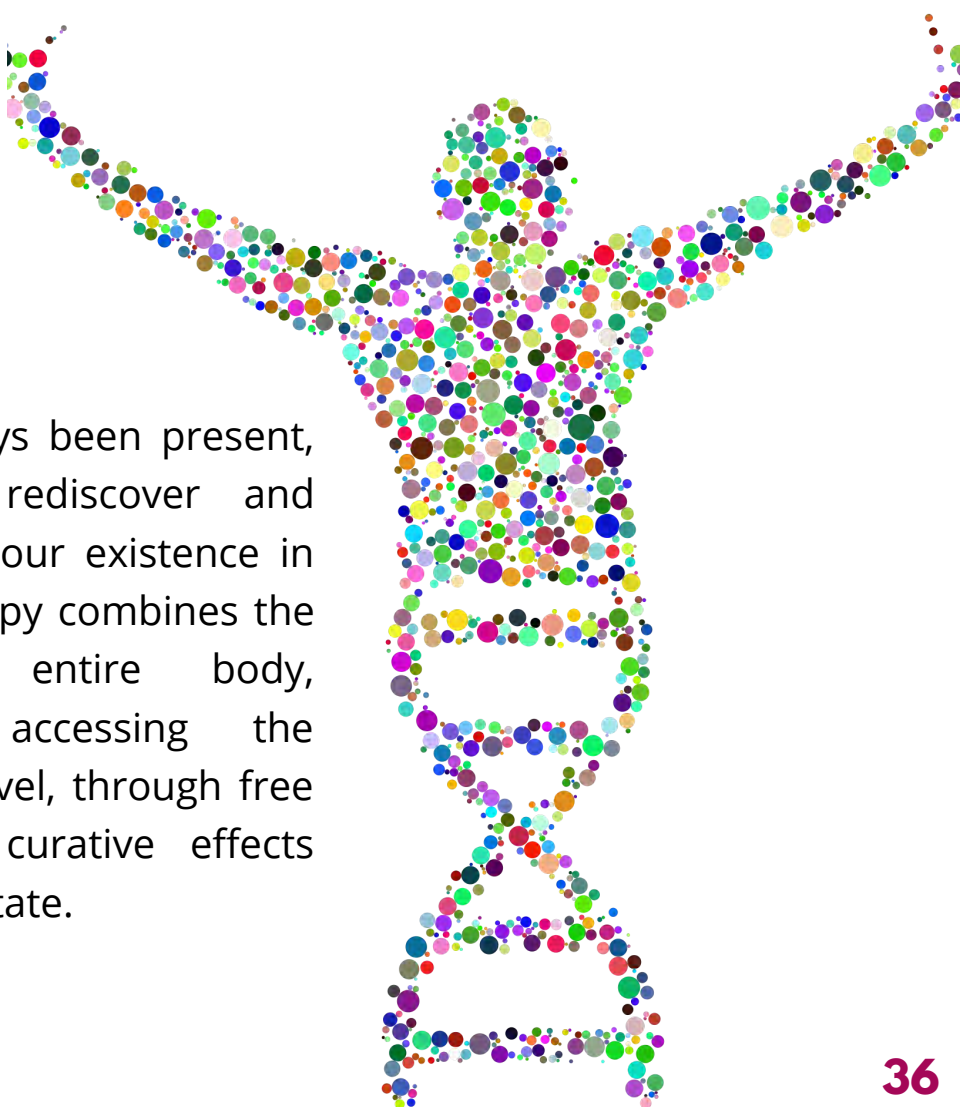 ys been present,
rediscover and
our existence in
py combines the
entire body,
accessing the
vel, through free
curative effects
tate.
36